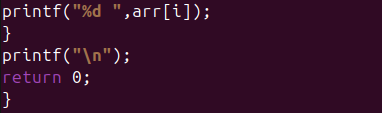 printf("%d ",arr[i]);
}
printf("\n");
return 0;
}